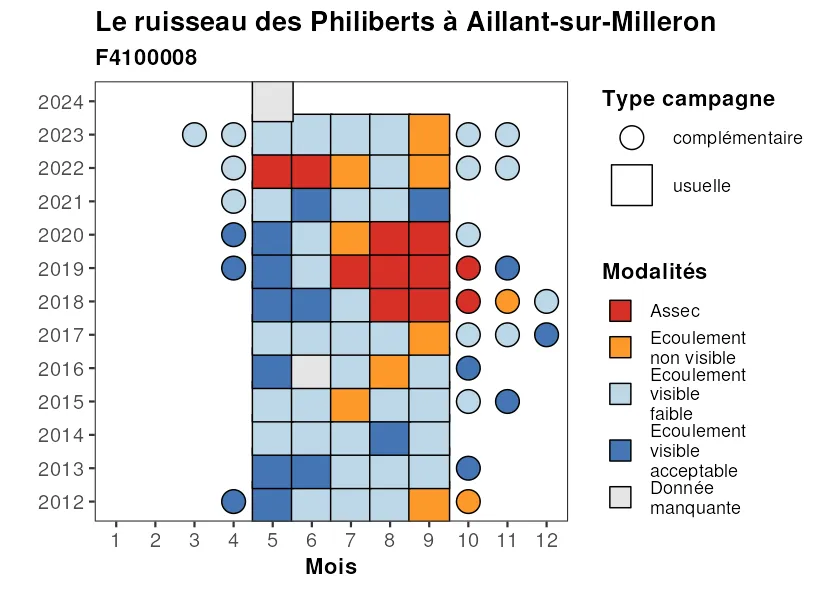 Le ruisseau des Philiberts à Aillant-sur-Milleron
F4100008
2024
2023
2022
2021
2020
2019
2018
2017
2016
2015
2014
2013
2012
1 2 3 4 5 6 7 8 9 10 11 12
Mois
Type campagne
complémentaire
usuelle
Modalités
Assec
Ecoulement
non visible
Ecoulement
visible
faible
Ecoulement
visible
acceptable
Donnée
manquante